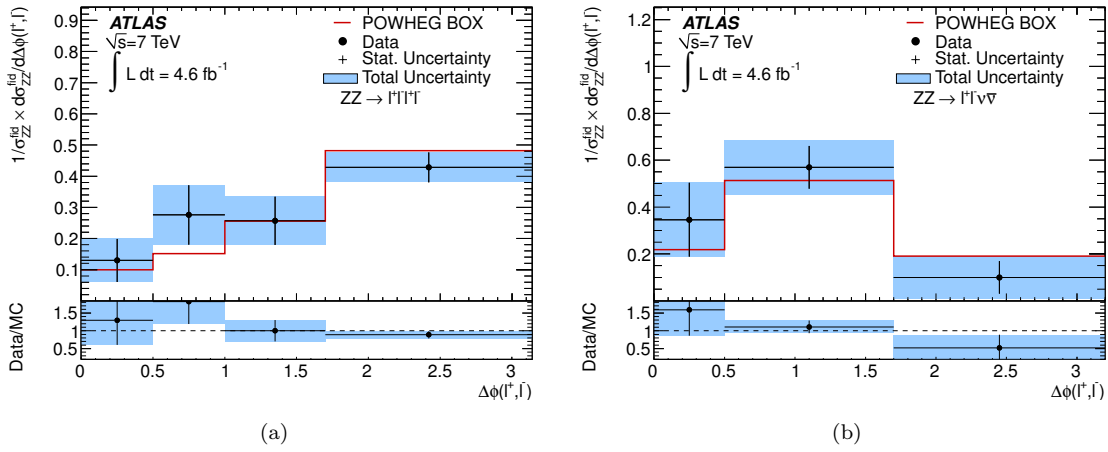 ATLAS
√s=7 TeV
∫ L dt = 4.6 fb⁻¹
POWHEG BOX
Data
Stat. Uncertainty
Total Uncertainty
ZZ → l⁺l⁻l⁺l⁻
1/σ_ZZ^fid × dσ_ZZ^fid/dΔφ(l⁺,l⁻)
0.9
0.8
0.7
0.6
0.5
0.4
0.3
0.2
0.1
Data/MC
1.5
1
0.5
0 0.5 1 1.5 2 2.5 3
Δφ(l⁺,l⁻)
(a)
ATLAS
√s=7 TeV
∫ L dt = 4.6 fb⁻¹
POWHEG BOX
Data
Stat. Uncertainty
Total Uncertainty
ZZ → l⁺l⁻νν̅
1/σ_ZZ^fid × dσ_ZZ^fid/dΔφ(l⁺,l⁻)
1.2
1
0.8
0.6
0.4
0.2
Data/MC
1.5
1
0.5
0 0.5 1 1.5 2 2.5 3
Δφ(l⁺,l⁻)
(b)